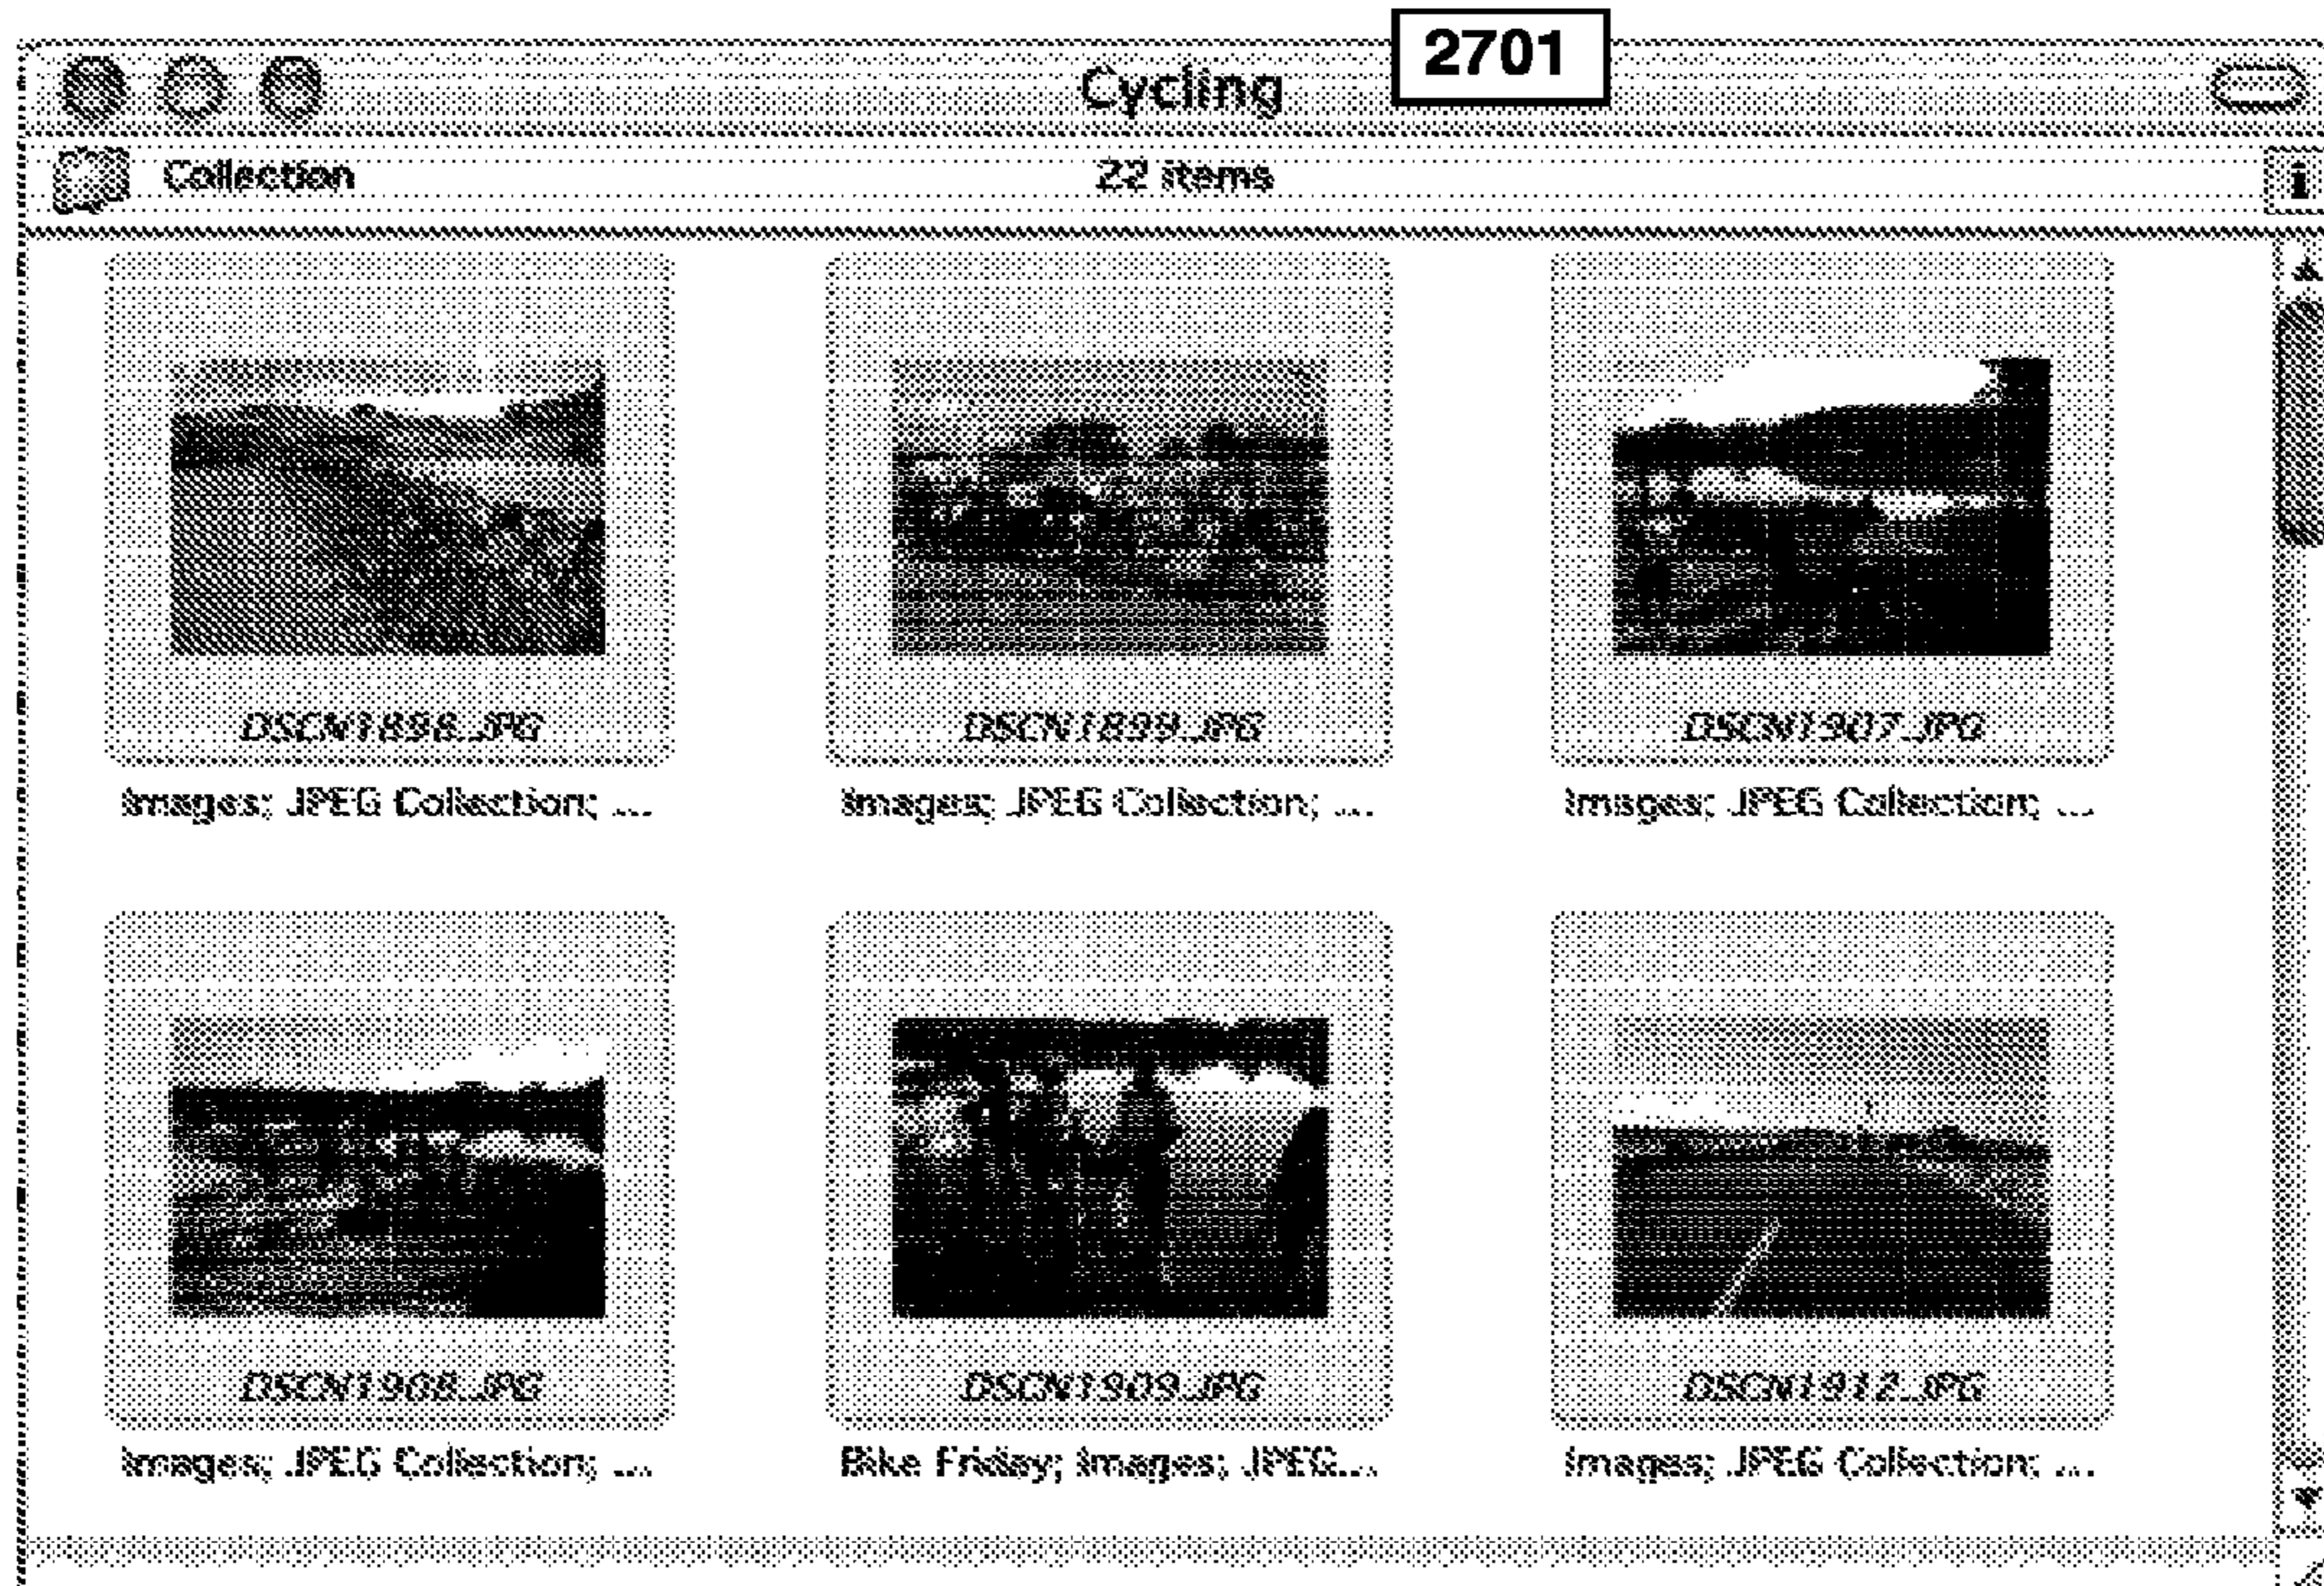 2701
Cycling
Collection 22 items i
DSCN1898.JPG DSCN1899.JPG DSCN1907.JPG
Images; JPEG Collection; ... Images; JPEG Collection; ... Images; JPEG Collection; ...
DSCN1908.JPG DSCN1909.JPG DSCN1912.JPG
Images; JPEG Collection; ... Bike Friday; Images; JPEG... Images; JPEG Collection; ...